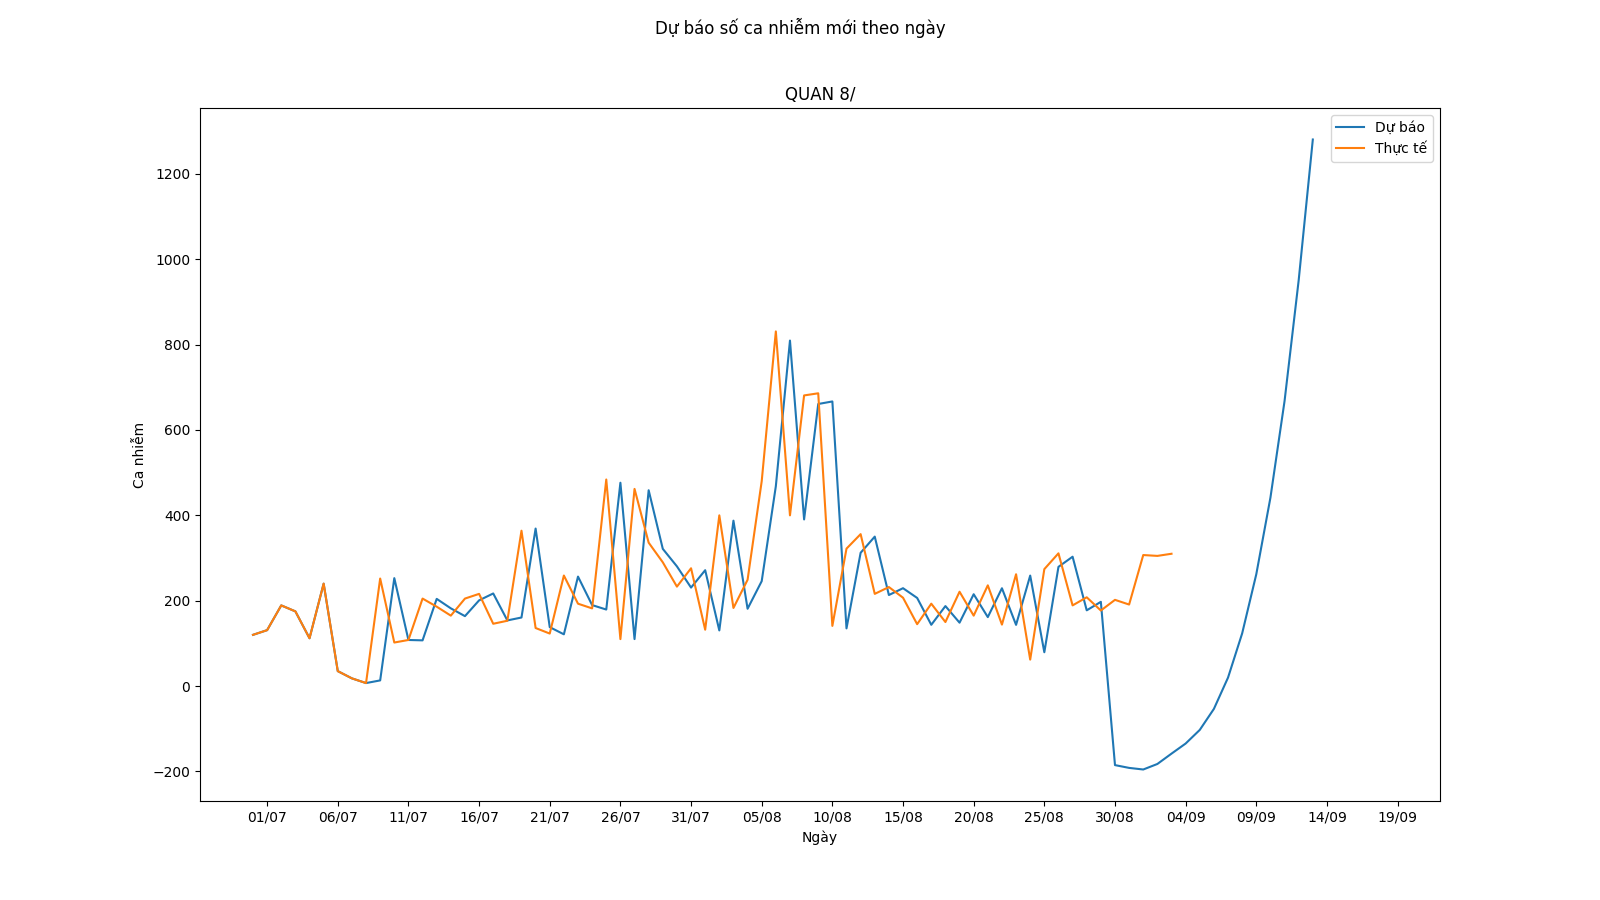 Dự báo số ca nhiễm mới theo ngày
QUAN 8/
Dự báo
Thực tế
1200
1000
800
600
400
200
0
−200
Ca nhiễm
01/07 06/07 11/07 16/07 21/07 26/07 31/07 05/08 10/08 15/08 20/08 25/08 30/08 04/09 09/09 14/09 19/09
Ngày